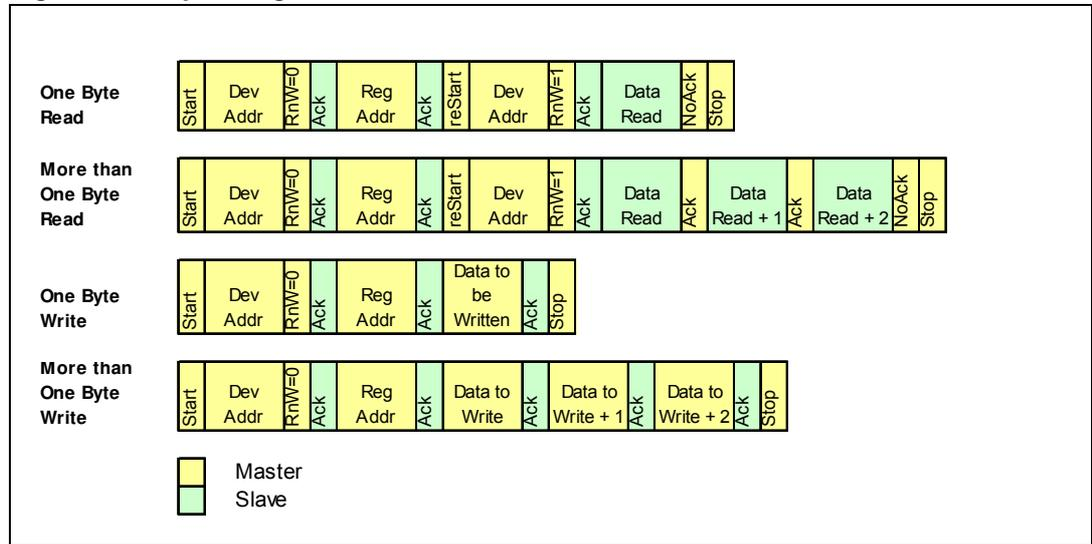 One Byte
Read
Start
Dev
Addr
RnW=0
Ack
Reg
Addr
Ack
reStart
Dev
Addr
RnW=1
Ack
Data
Read
NoAck
Stop
More than
One Byte
Read
Start
Dev
Addr
RnW=0
Ack
Reg
Addr
Ack
reStart
Dev
Addr
RnW=1
Ack
Data
Read
Ack
Data
Read + 1
Ack
Data
Read + 2
NoAck
Stop
One Byte
Write
Start
Dev
Addr
RnW=0
Ack
Reg
Addr
Ack
Data to
be
Written
Ack
Stop
More than
One Byte
Write
Start
Dev
Addr
RnW=0
Ack
Reg
Addr
Ack
Data to
Write
Ack
Data to
Write + 1
Ack
Data to
Write + 2
Ack
Stop
Master
Slave